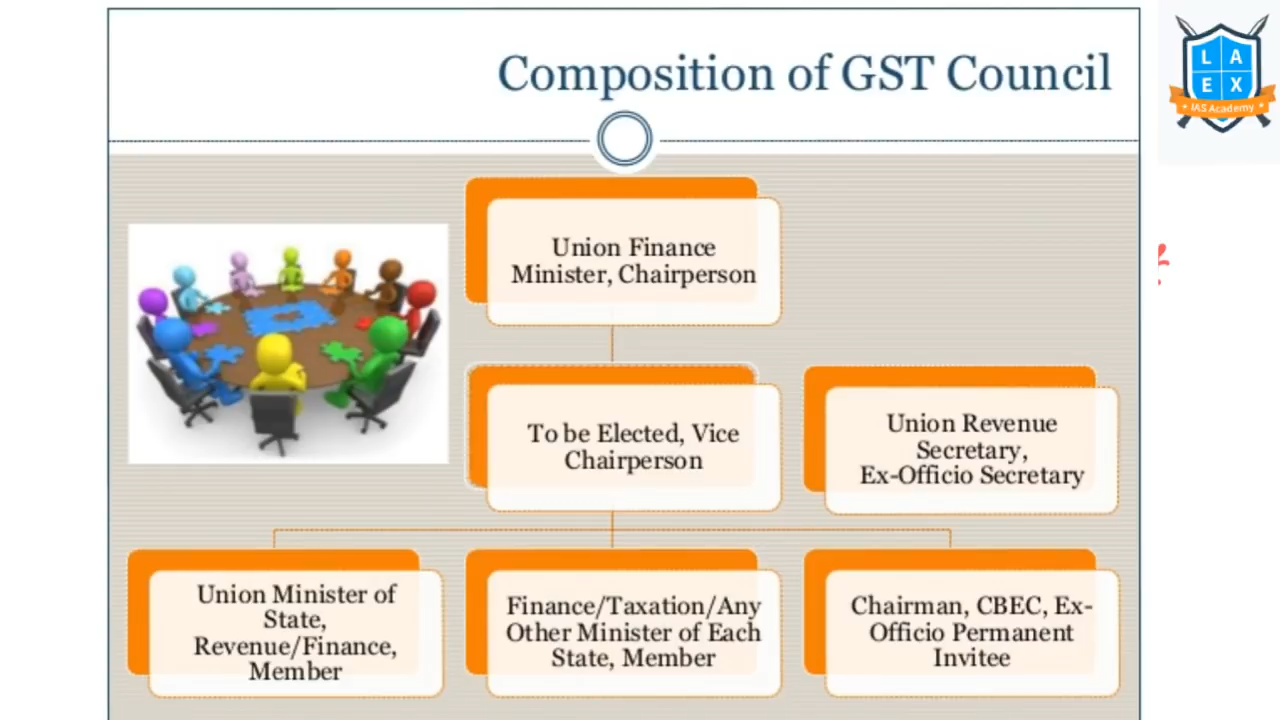 Composition of GST Council
L A
E X
IAS Academy
Union Finance
Minister, Chairperson
To be Elected, Vice
Chairperson
Union Revenue
Secretary,
Ex-Officio Secretary
Union Minister of
State,
Revenue/Finance,
Member
Finance/Taxation/Any
Other Minister of Each
State, Member
Chairman, CBEC, Ex-
Officio Permanent
Invitee